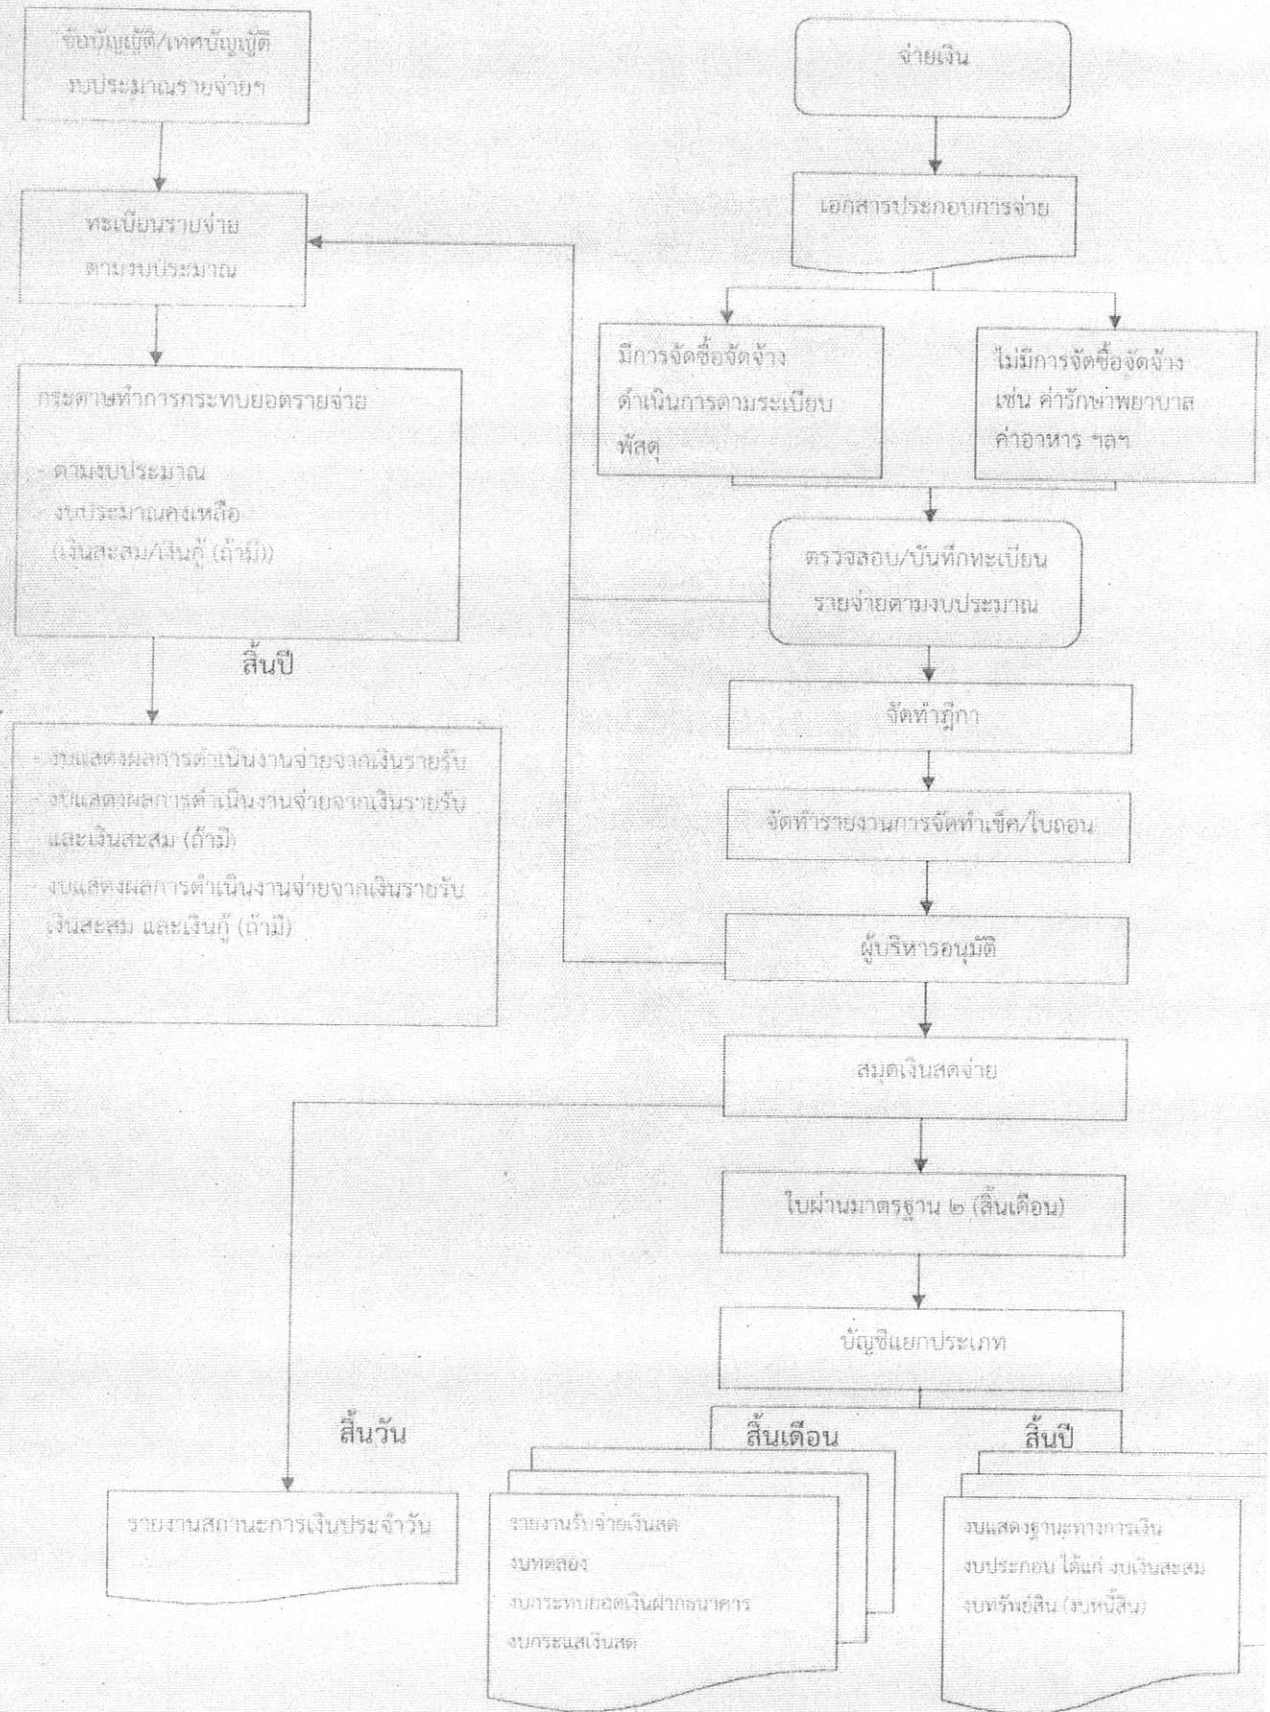 ข้อบัญญัติ/เทศบัญญัติ
งบประมาณรายจ่ายฯ
ทะเบียนรายจ่าย
ตามงบประมาณ
กระดาษทำการกระทบยอดรายจ่าย
- ตามงบประมาณ
- งบประมาณคงเหลือ
(เงินสะสม/เงินกู้ (ถ้ามี))
สิ้นปี
- งบแสดงผลการดำเนินงานจ่ายจากเงินรายรับ
- งบแสดงผลการดำเนินงานจ่ายจากเงินรายรับ
และเงินสะสม (ถ้ามี)
- งบแสดงผลการดำเนินงานจ่ายจากเงินรายรับ
เงินสะสม และเงินกู้ (ถ้ามี)
จ่ายเงิน
เอกสารประกอบการจ่าย
มีการจัดซื้อจัดจ้าง
ดำเนินการตามระเบียบ
พัสดุ
ไม่มีการจัดซื้อจัดจ้าง
เช่น ค่ารักษาพยาบาล
ค่าอาหาร ฯลฯ
ตรวจสอบ/บันทึกทะเบียน
รายจ่ายตามงบประมาณ
จัดทำฎีกา
จัดทำรายงานการจัดทำเช็ค/ใบถอน
ผู้บริหารอนุมัติ
สมุดเงินสดจ่าย
ใบผ่านมาตรฐาน ๒ (สิ้นเดือน)
บัญชีแยกประเภท
สิ้นวัน
รายงานสถานะการเงินประจำวัน
สิ้นเดือน
รายงานรับจ่ายเงินสด
งบทดลอง
งบกระทบยอดเงินฝากธนาคาร
งบกระแสเงินสด
สิ้นปี
งบแสดงฐานะทางการเงิน
งบประกอบ ได้แก่ งบเงินสะสม
งบทรัพย์สิน (งบหนี้สิน)